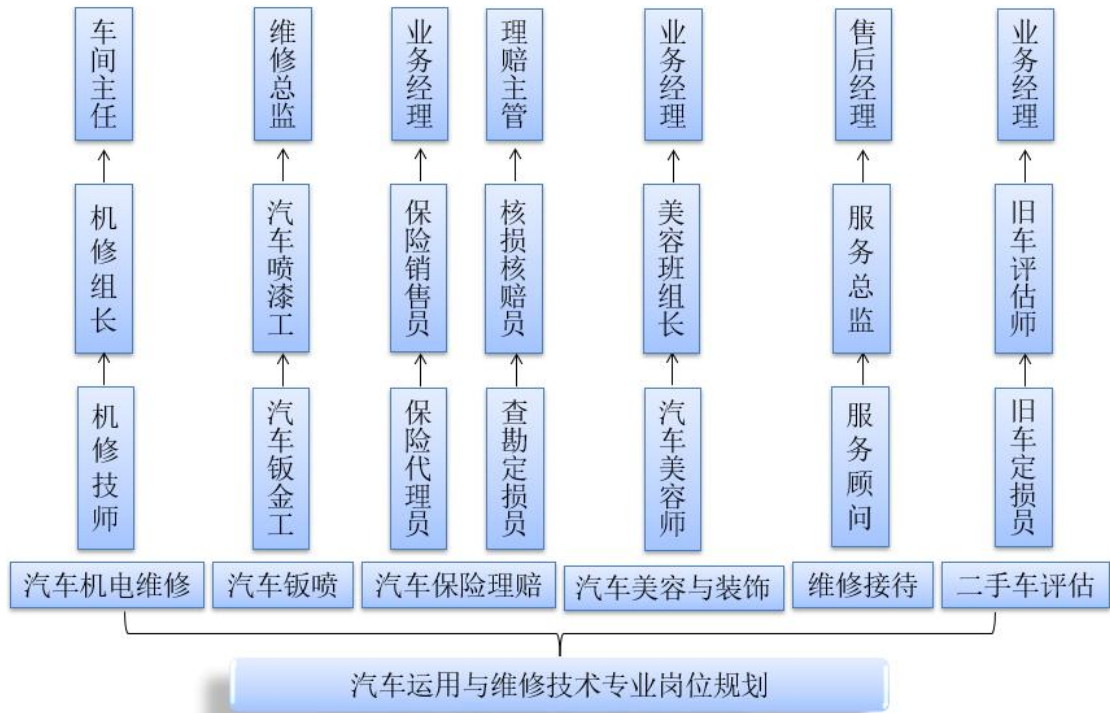 车间主任
维修总监
业务经理
理赔主管
业务经理
售后经理
业务经理
机修组长
汽车喷漆工
保险销售员
核损核赔员
美容班组长
服务总监
旧车评估师
机修技师
汽车钣金工
保险代理员
查勘定损员
汽车美容师
服务顾问
旧车定损员
汽车机电维修
汽车钣喷
汽车保险理赔
汽车美容与装饰
维修接待
二手车评估
汽车运用与维修技术专业岗位规划